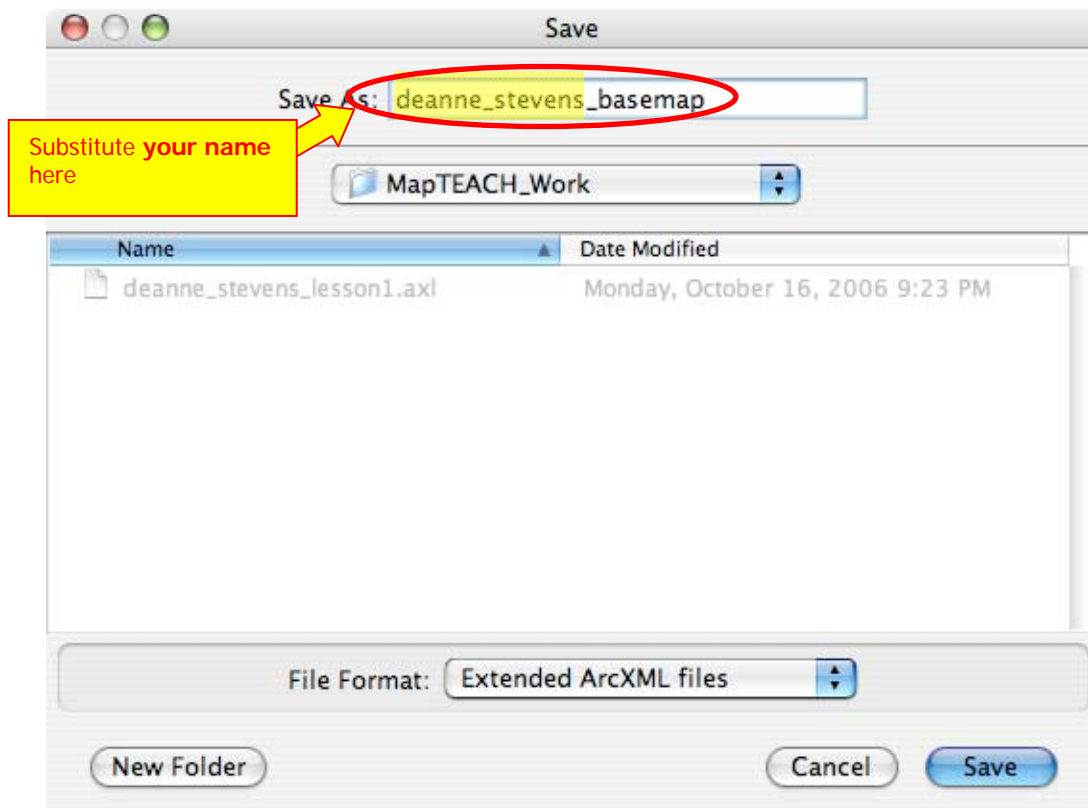 Save
Save As: deanne_stevens_basemap
Substitute your name
here
MapTEACH_Work
Name Date Modified
deanne_stevens_lesson1.axl Monday, October 16, 2006 9:23 PM
File Format: Extended ArcXML files
New Folder Cancel Save